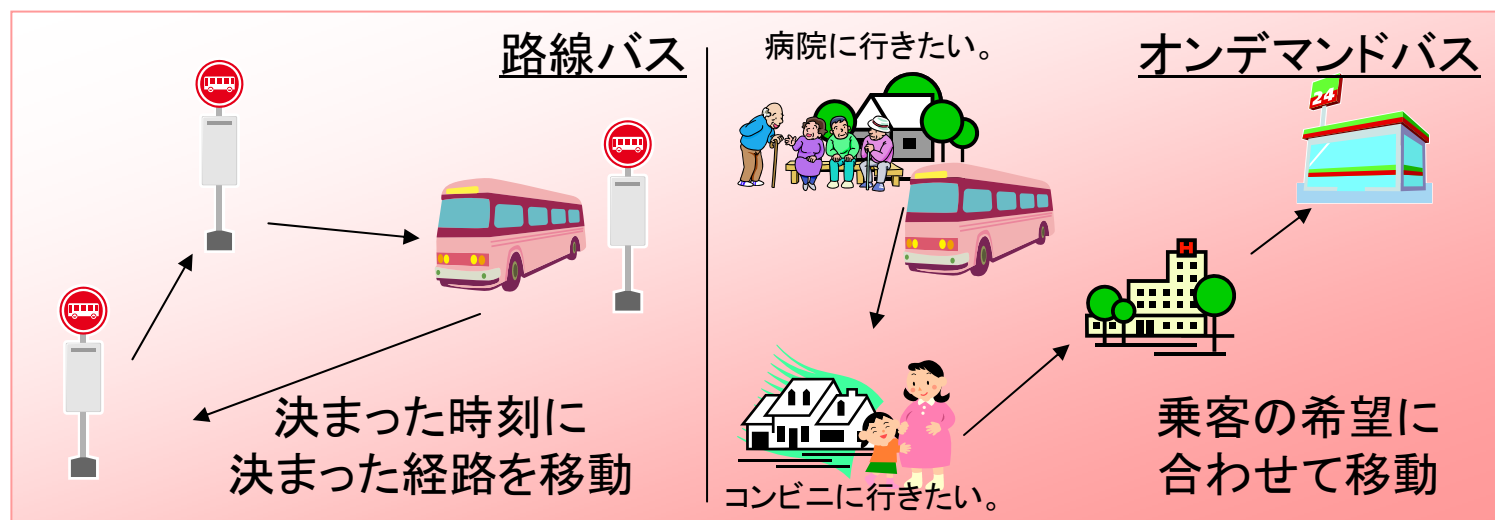 路線バス
決まった時刻に
決まった経路を移動
病院に行きたい。
オンデマンドバス
24
H
コンビニに行きたい。
乗客の希望に
合わせて移動